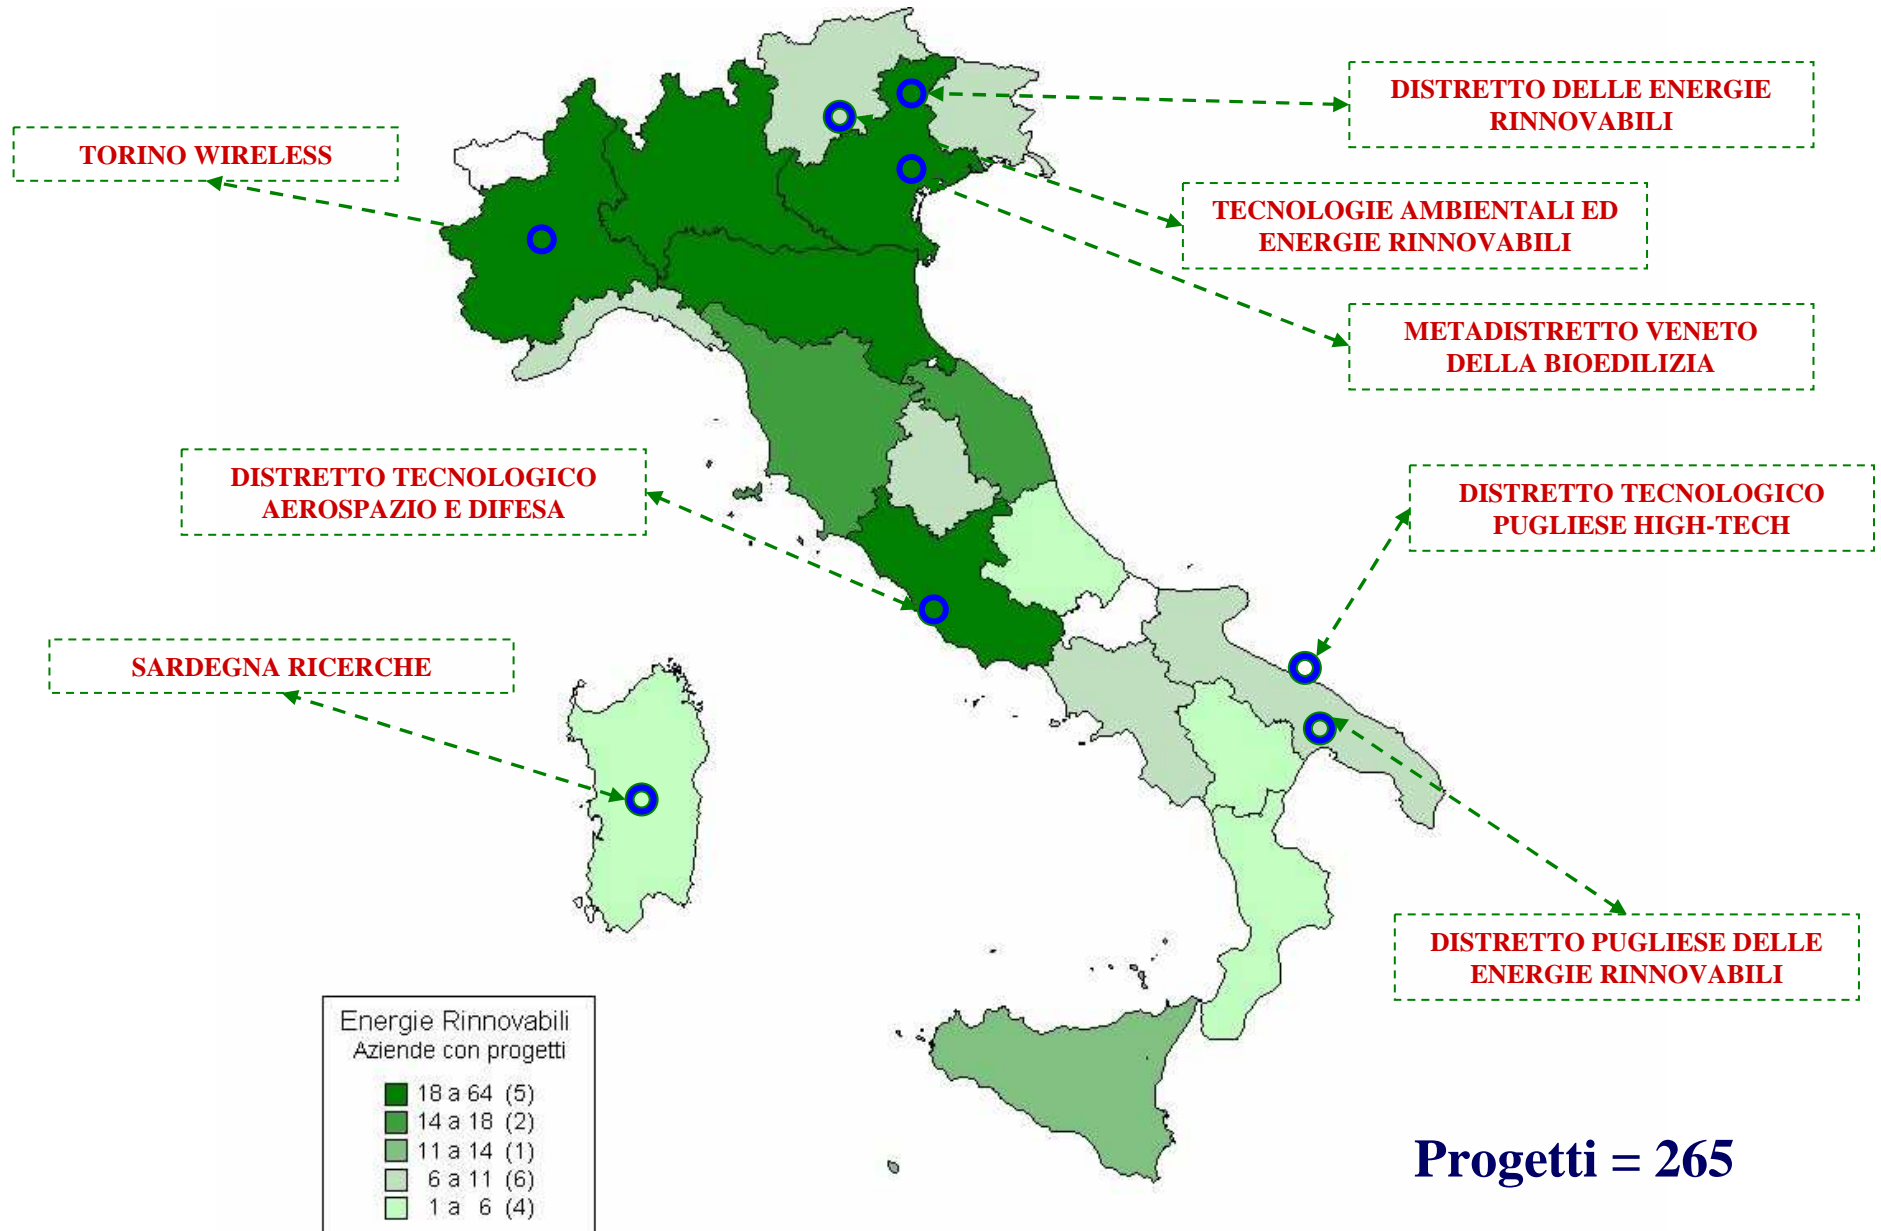 DISTRETTO DELLE ENERGIE
RINNOVABILI
TORINO WIRELESS
TECNOLOGIE AMBIENTALI ED
ENERGIE RINNOVABILI
METADISTRETTO VENETO
DELLA BIOEDILIZIA
DISTRETTO TECNOLOGICO
AEROSPAZIO E DIFESA
DISTRETTO TECNOLOGICO
PUGLIESE HIGH-TECH
SARDEGNA RICERCHE
DISTRETTO PUGLIESE DELLE
ENERGIE RINNOVABILI
Energie Rinnovabili
Aziende con progetti
18 a 64 (5)
14 a 18 (2)
11 a 14 (1)
6 a 11 (6)
1 a 6 (4)
Progetti = 265